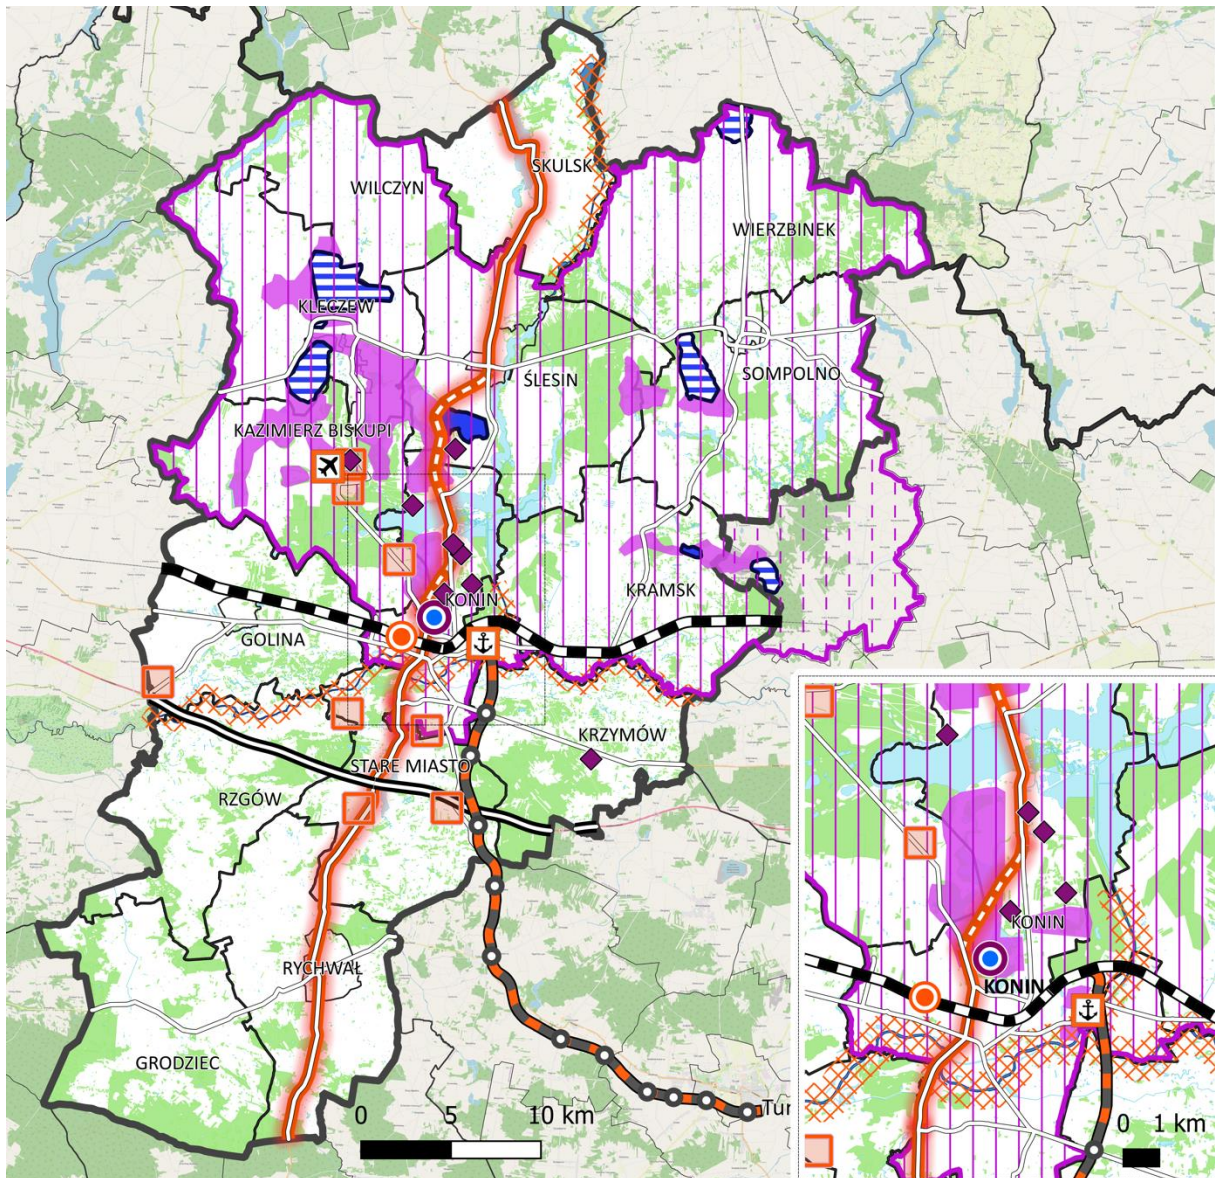 SKULSK
WILCZYN
WIERZBINEK
KLECZEW
ŚLESIN
SOMPOLNO
KAZIMIERZ BISKUPI
KRAMSK
KONIN
GOLINA
KRZYMÓW
STARE MIASTO
RZGÓW
RYCHWAŁ
GRODZIEC
0 5 10 km
Tur
KONIN
KONIN
0 1 km